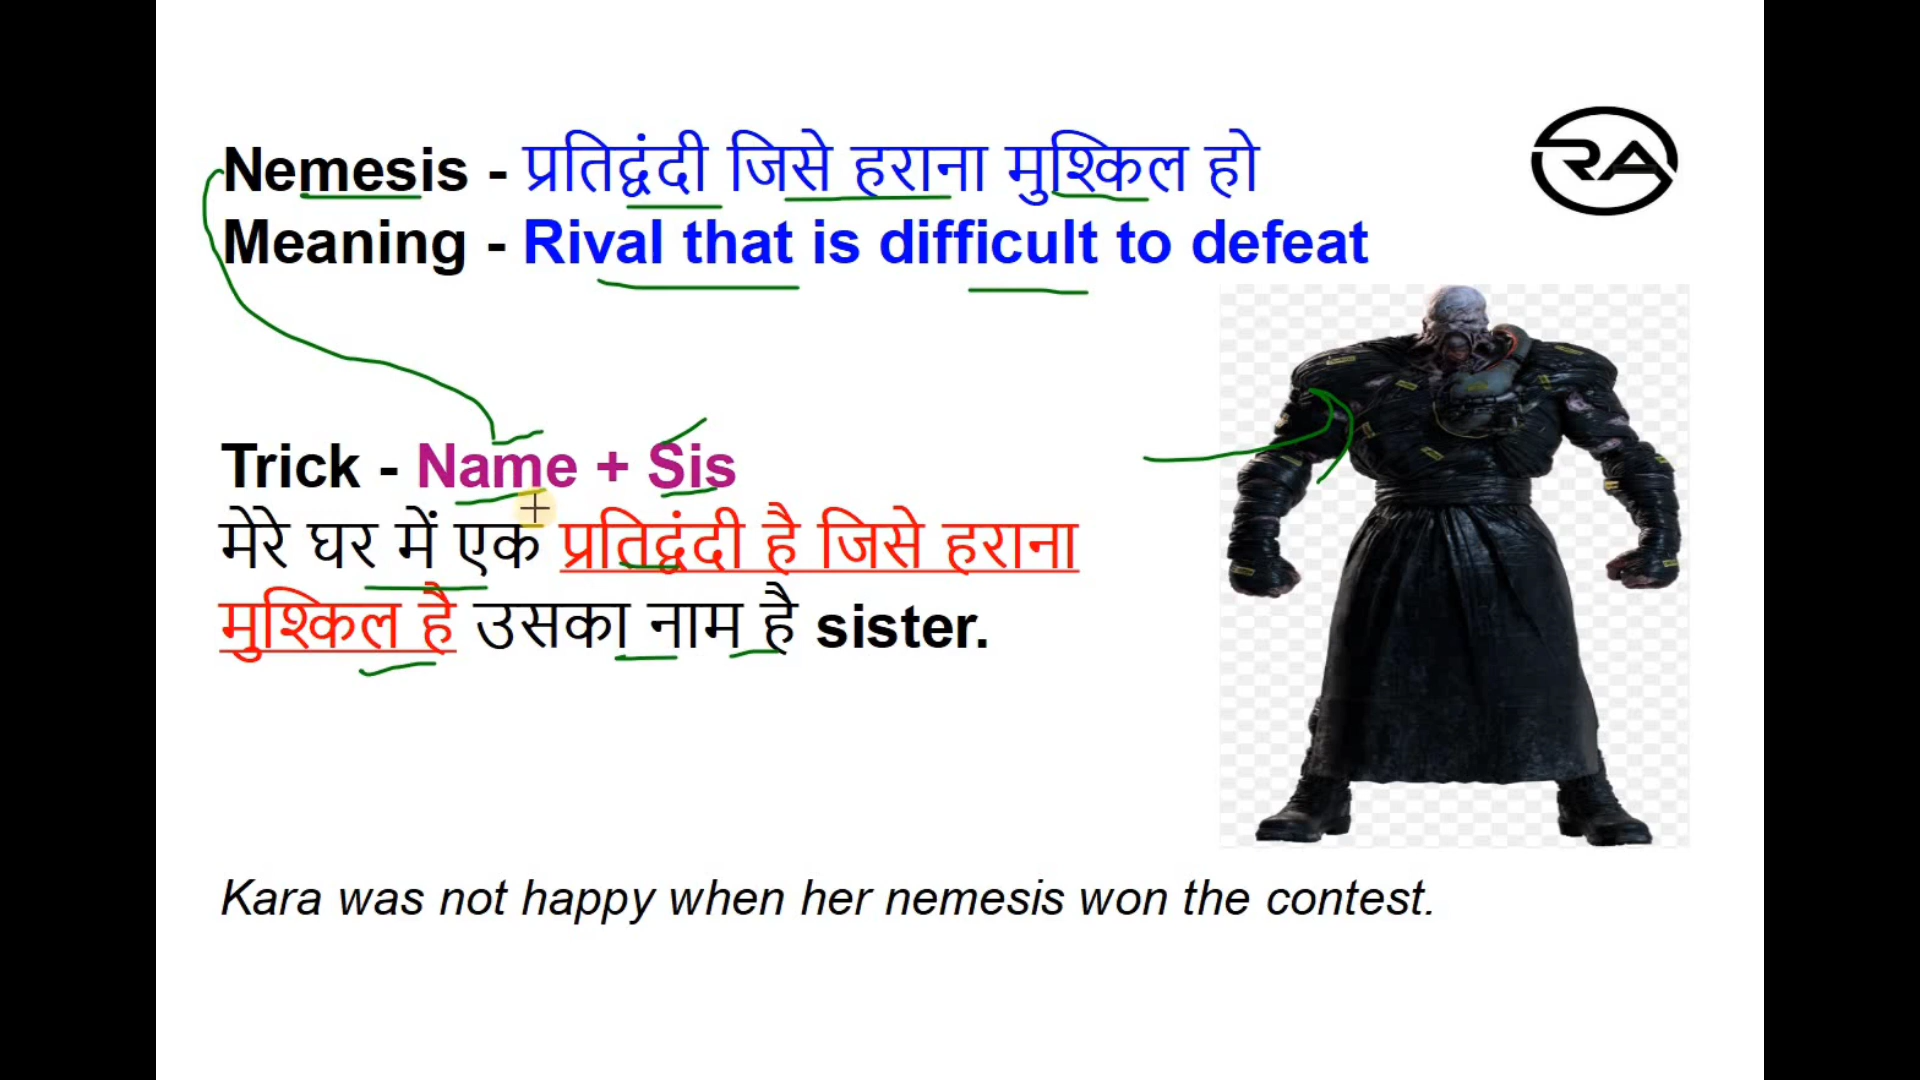 Nemesis - प्रतिद्वंदी जिसे हराना मुश्किल हो
RA
Meaning - Rival that is difficult to defeat
Trick - Name + Sis
मेरे घर में एक प्रतिद्वंदी है जिसे हराना
मुश्किल है उसका नाम है sister.
Kara was not happy when her nemesis won the contest.